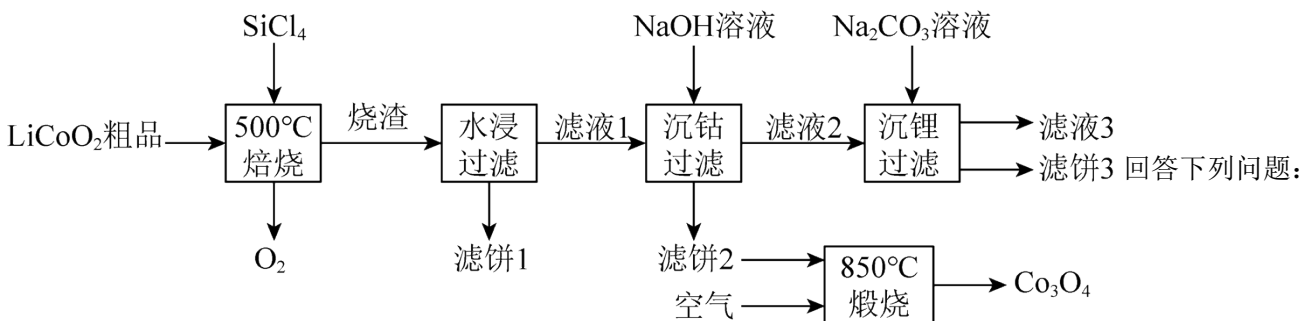 SiCl₄
NaOH溶液
Na₂CO₃溶液
LiCoO₂粗品
500℃
焙烧
烧渣
水浸
过滤
滤液1
沉钴
过滤
滤液2
沉锂
过滤
滤液3
滤饼3 回答下列问题：
O₂
滤饼1
滤饼2
空气
850℃
煅烧
Co₃O₄